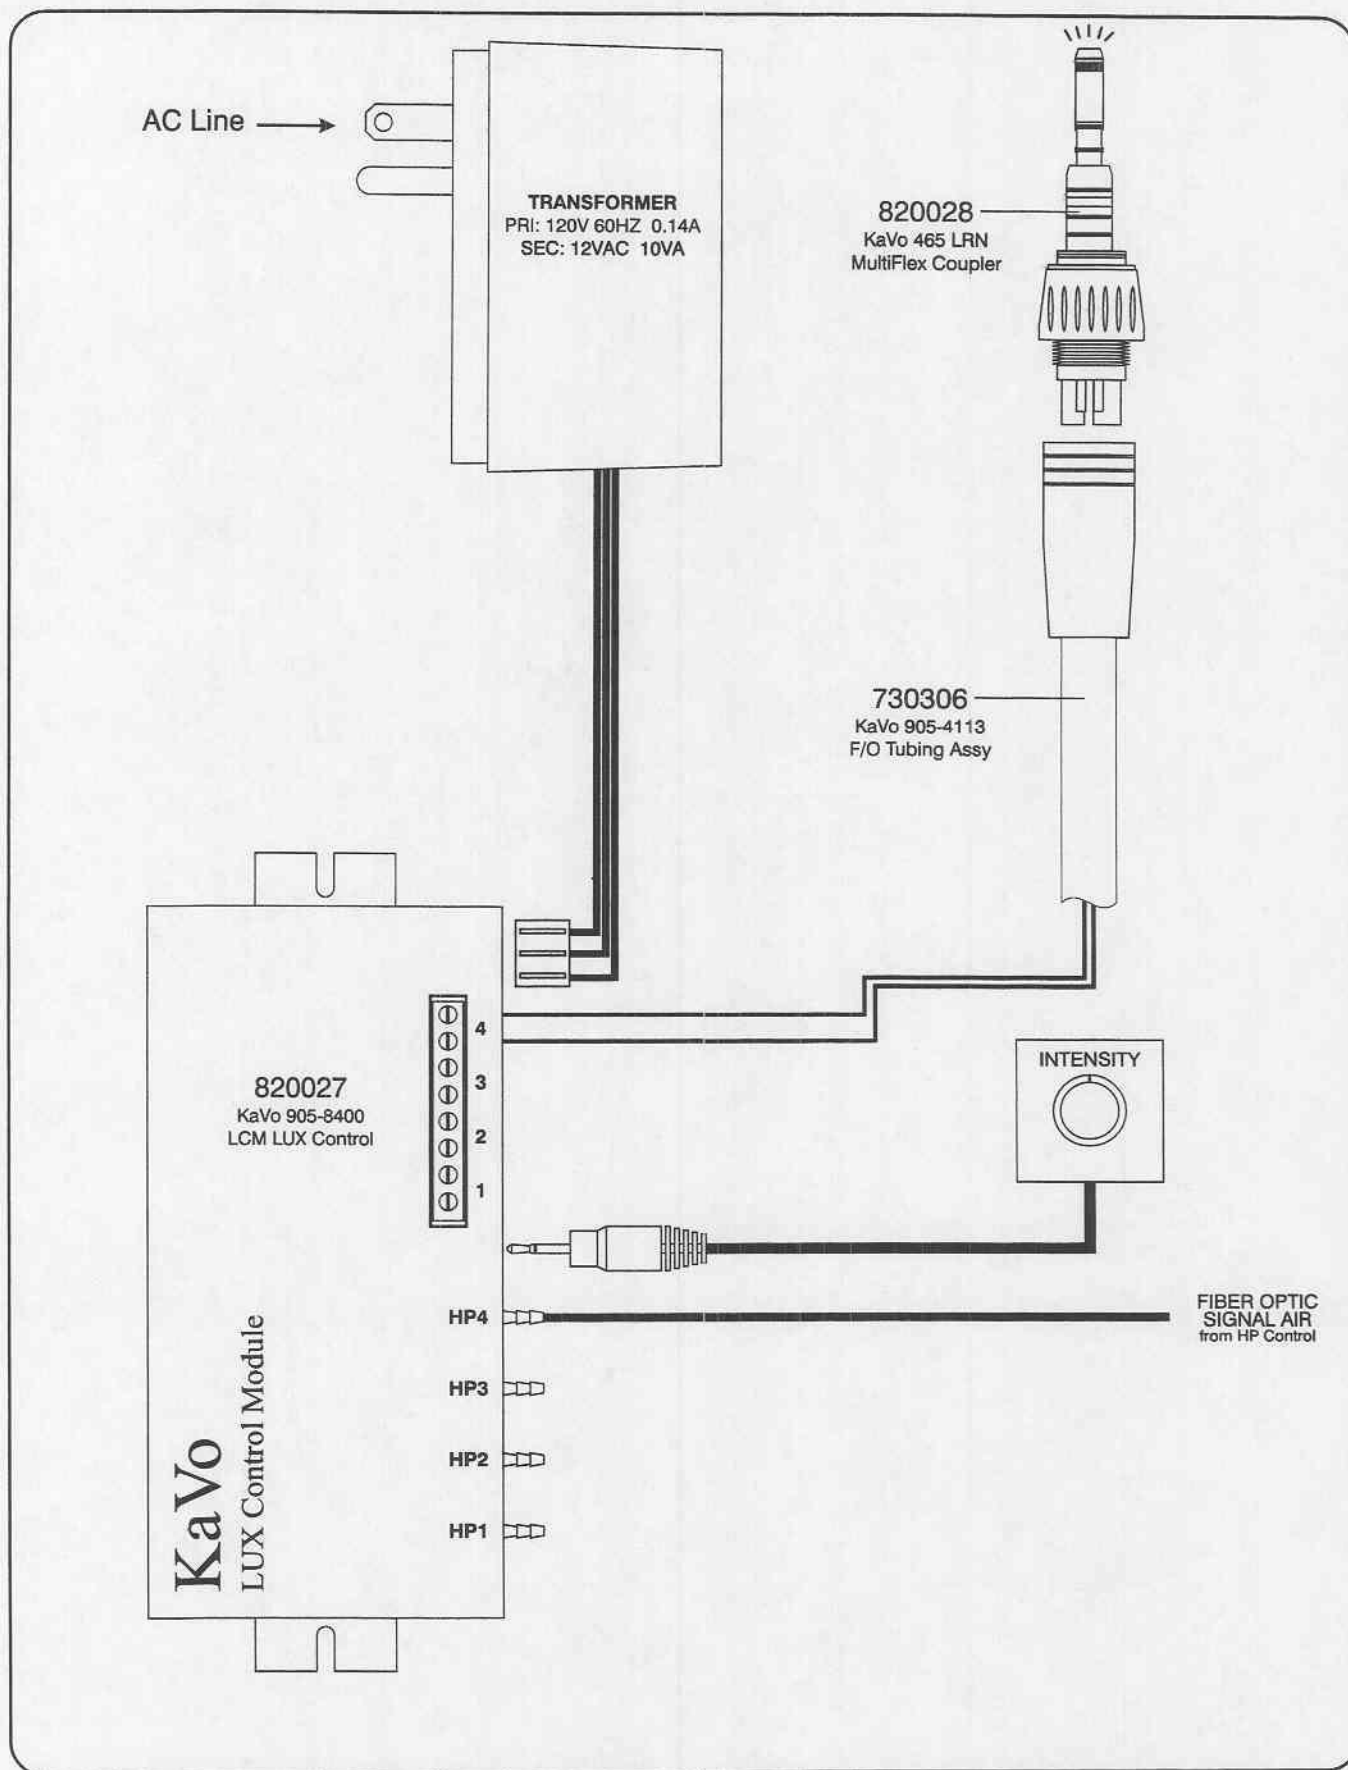 AC Line
TRANSFORMER
PRI: 120V 60HZ 0.14A
SEC: 12VAC 10VA
820028
KaVo 465 LRN
MultiFlex Coupler
730306
KaVo 905-4113
F/O Tubing Assy
820027
KaVo 905-8400
LCM LUX Control
4
3
2
1
INTENSITY
HP4
HP3
HP2
HP1
FIBER OPTIC
SIGNAL AIR
from HP Control
KaVo
LUX Control Module